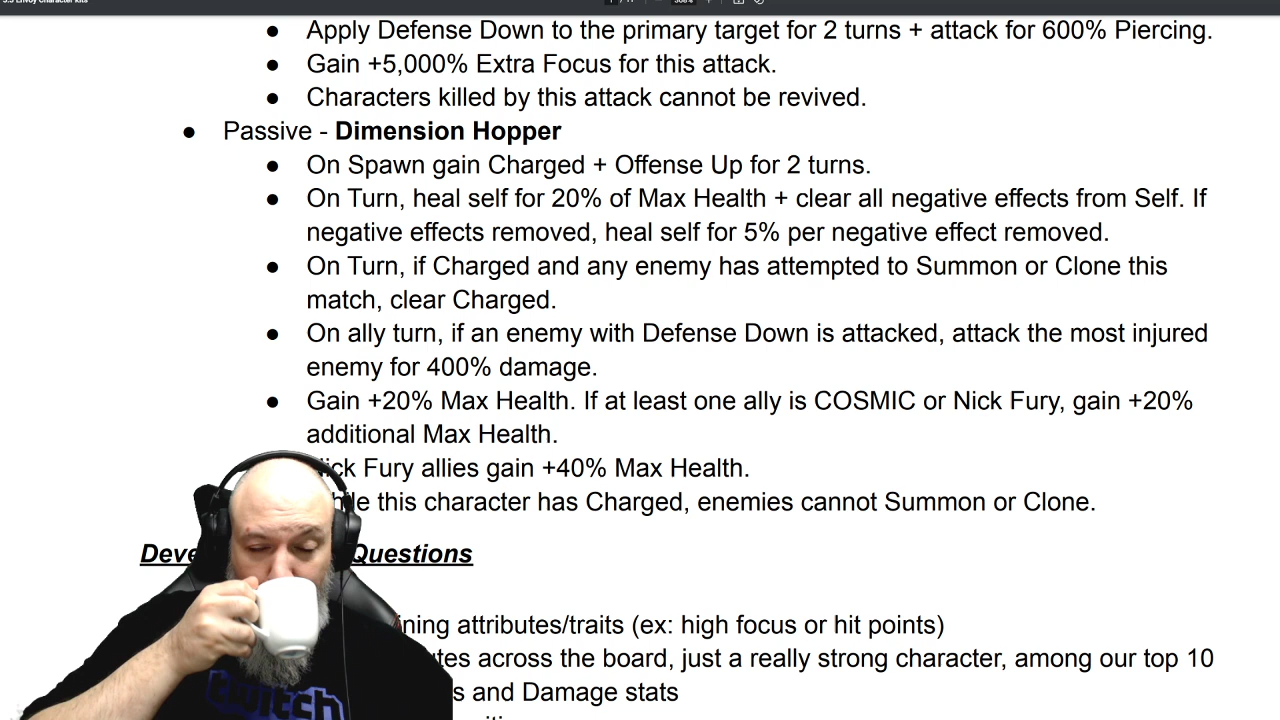 3.5 Envoy Character kits
Apply Defense Down to the primary target for 2 turns + attack for 600% Piercing.
Gain +5,000% Extra Focus for this attack.
Characters killed by this attack cannot be revived.
Passive - Dimension Hopper
On Spawn gain Charged + Offense Up for 2 turns.
On Turn, heal self for 20% of Max Health + clear all negative effects from Self. If
negative effects removed, heal self for 5% per negative effect removed.
On Turn, if Charged and any enemy has attempted to Summon or Clone this
match, clear Charged.
On ally turn, if an enemy with Defense Down is attacked, attack the most injured
enemy for 400% damage.
Gain +20% Max Health. If at least one ally is COSMIC or Nick Fury, gain +20%
additional Max Health.
Nick Fury allies gain +40% Max Health.
this character has Charged, enemies cannot Summon or Clone.
Questions
attributes/traits (ex: high focus or hit points)
across the board, just a really strong character, among our top 10
and Damage stats
twitch